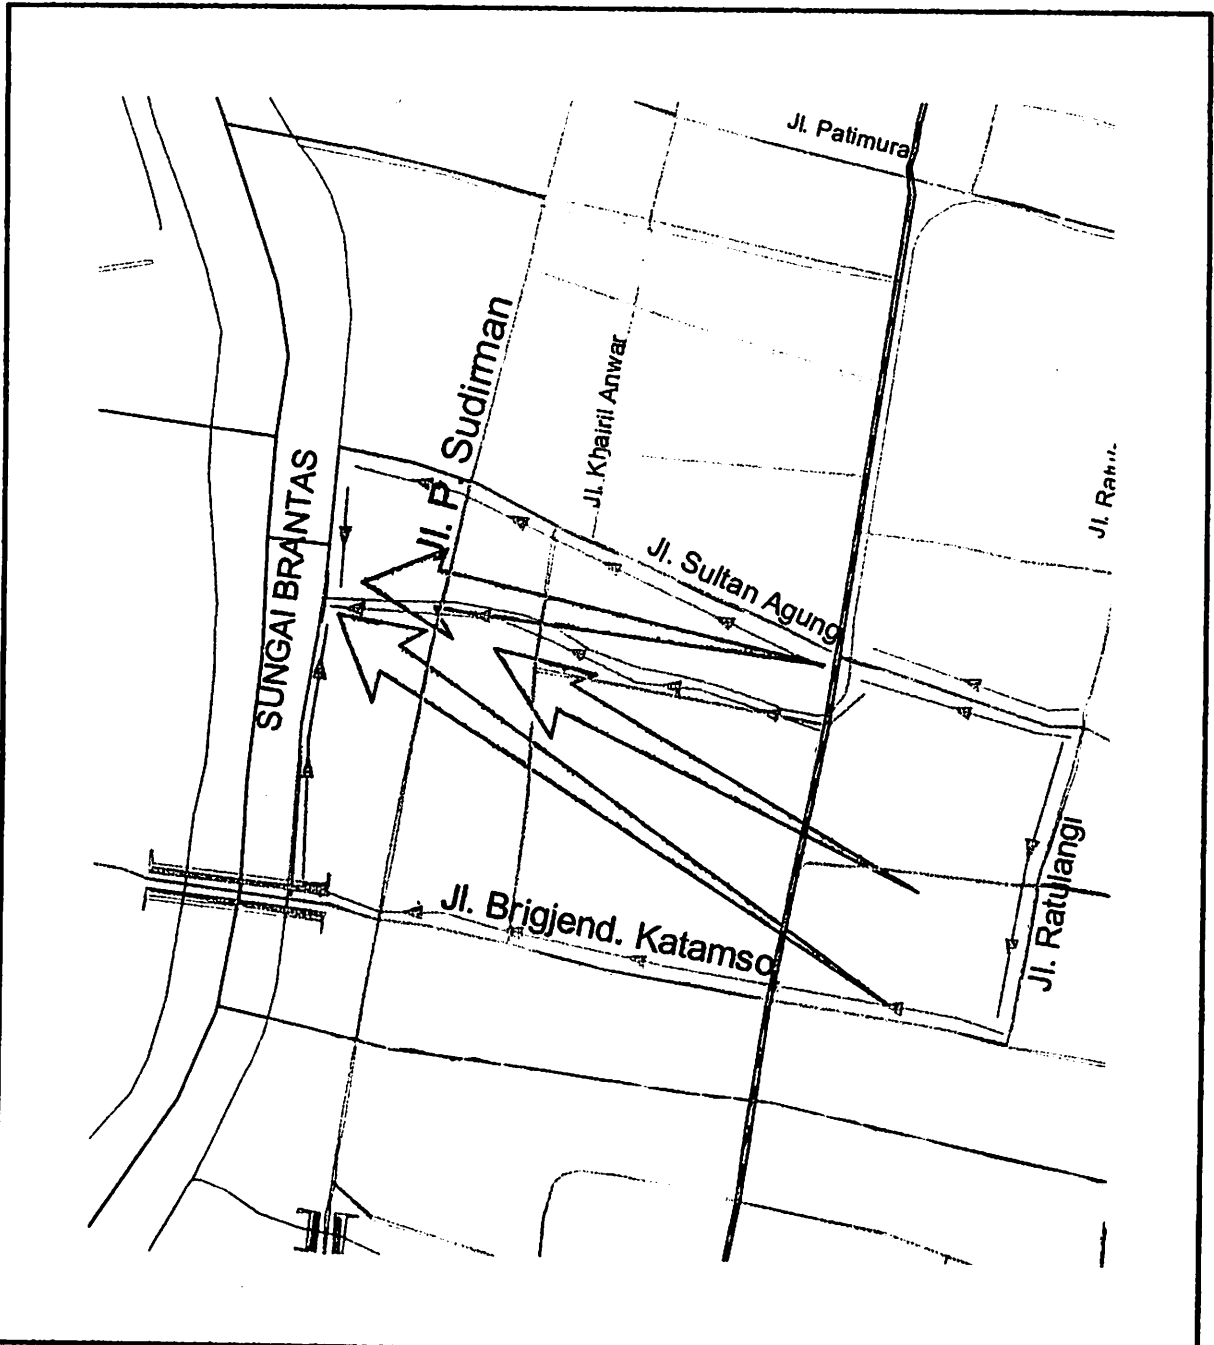 Jl. Patimura
Jl. P. Sudirman
Jl. Khairil Anwar
SUNGAI BRANTAS
Jl. Sultan Agung
Jl. Brigjend. Katamso
Jl. Ratulangi